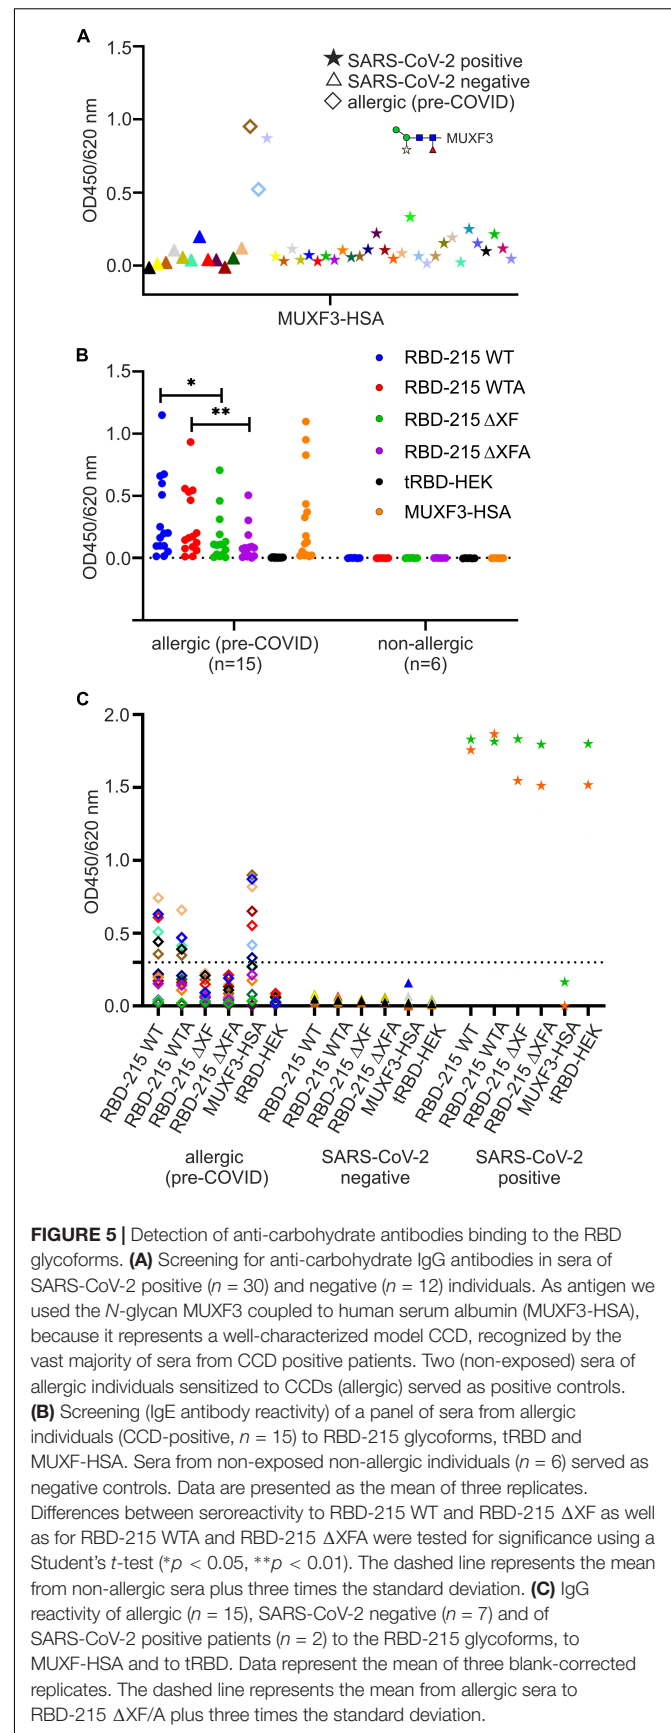 A
1.5
1.0
0.5
0.0
OD450/620 nm
SARS-CoV-2 positive
SARS-CoV-2 negative
allergic (pre-COVID)
MUXF3
MUXF3-HSA
B
1.5
1.0
0.5
0.0
OD450/620 nm
*
**
RBD-215 WT
RBD-215 WTA
RBD-215 ΔXF
RBD-215 ΔXFA
tRBD-HEK
MUXF3-HSA
allergic (pre-COVID)
(n=15)
non-allergic
(n=6)
C
2.0
1.5
1.0
0.5
0.0
OD450/620 nm
RBD-215 WT
RBD-215 WTA
RBD-215 ΔXF
RBD-215 ΔXFA
MUXF3-HSA
tRBD-HEK
RBD-215 WT
RBD-215 WTA
RBD-215 ΔXF
RBD-215 ΔXFA
MUXF3-HSA
tRBD-HEK
RBD-215 WT
RBD-215 WTA
RBD-215 ΔXF
RBD-215 ΔXFA
MUXF3-HSA
tRBD-HEK
allergic
(pre-COVID)
SARS-CoV-2
negative
SARS-CoV-2
positive
FIGURE 5 | Detection of anti-carbohydrate antibodies binding to the RBD
glycoforms. (A) Screening for anti-carbohydrate IgG antibodies in sera of
SARS-CoV-2 positive (n = 30) and negative (n = 12) individuals. As antigen we
used the N-glycan MUXF3 coupled to human serum albumin (MUXF3-HSA),
because it represents a well-characterized model CCD, recognized by the
vast majority of sera from CCD positive patients. Two (non-exposed) sera of
allergic individuals sensitized to CCDs (allergic) served as positive controls.
(B) Screening (IgE antibody reactivity) of a panel of sera from allergic
individuals (CCD-positive, n = 15) to RBD-215 glycoforms, tRBD and
MUXF-HSA. Sera from non-exposed non-allergic individuals (n = 6) served as
negative controls. Data are presented as the mean of three replicates.
Differences between seroreactivity to RBD-215 WT and RBD-215 ΔXF as well
as for RBD-215 WTA and RBD-215 ΔXFA were tested for significance using a
Student's t-test (*p < 0.05, **p < 0.01). The dashed line represents the mean
from non-allergic sera plus three times the standard deviation. (C) IgG
reactivity of allergic (n = 15), SARS-CoV-2 negative (n = 7) and of
SARS-CoV-2 positive patients (n = 2) to the RBD-215 glycoforms, to
MUXF-HSA and to tRBD. Data represent the mean of three blank-corrected
replicates. The dashed line represents the mean from allergic sera to
RBD-215 ΔXF/A plus three times the standard deviation.